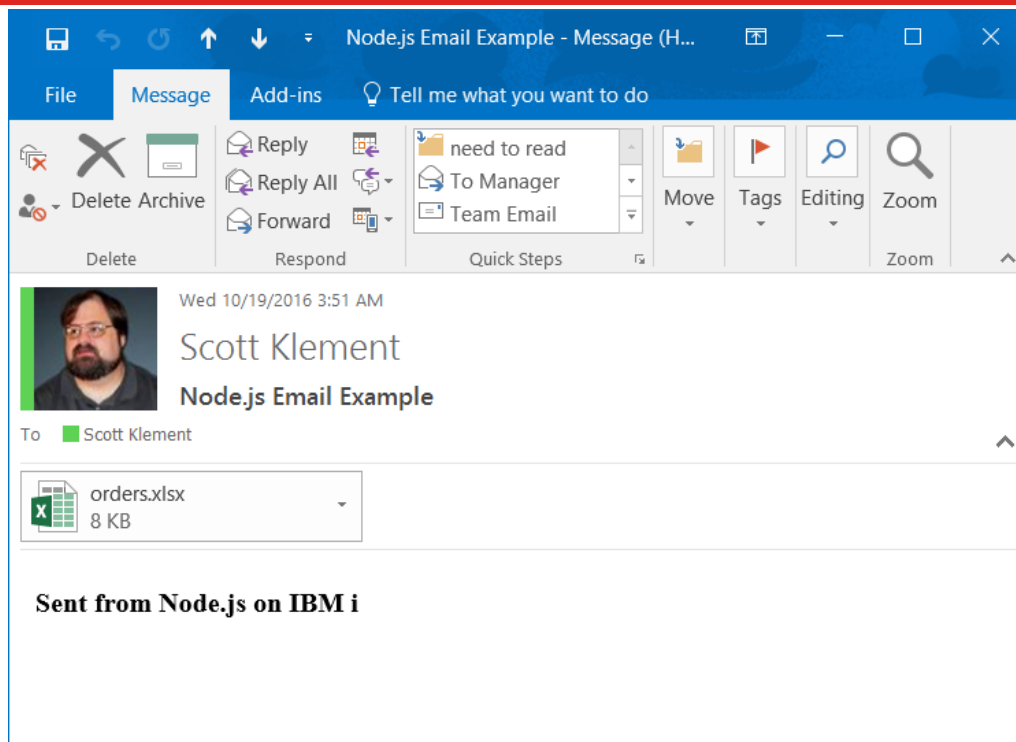 Node.js Email Example - Message (H...
File Message Add-ins Tell me what you want to do
Reply
Reply All
Forward
Delete Archive
need to read
To Manager
Team Email
Move Tags Editing Zoom
Delete Respond Quick Steps Zoom
Wed 10/19/2016 3:51 AM
Scott Klement
Node.js Email Example
To Scott Klement
orders.xlsx
8 KB
Sent from Node.js on IBM i